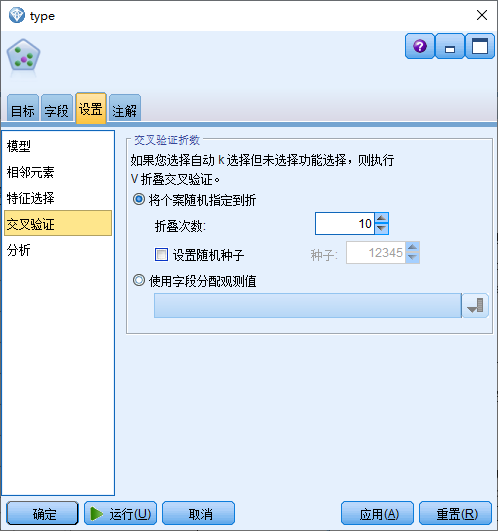 type
目标 字段 设置 注解
模型
相邻元素
特征选择
交叉验证
分析
交叉验证折数
如果您选择自动 k 选择但未选择功能选择，则执行
V 折叠交叉验证。
将个案随机指定到折
折叠次数: 10
设置随机种子 种子: 12345
使用字段分配观测值
确定 运行(U) 取消 应用(A) 重置(R)